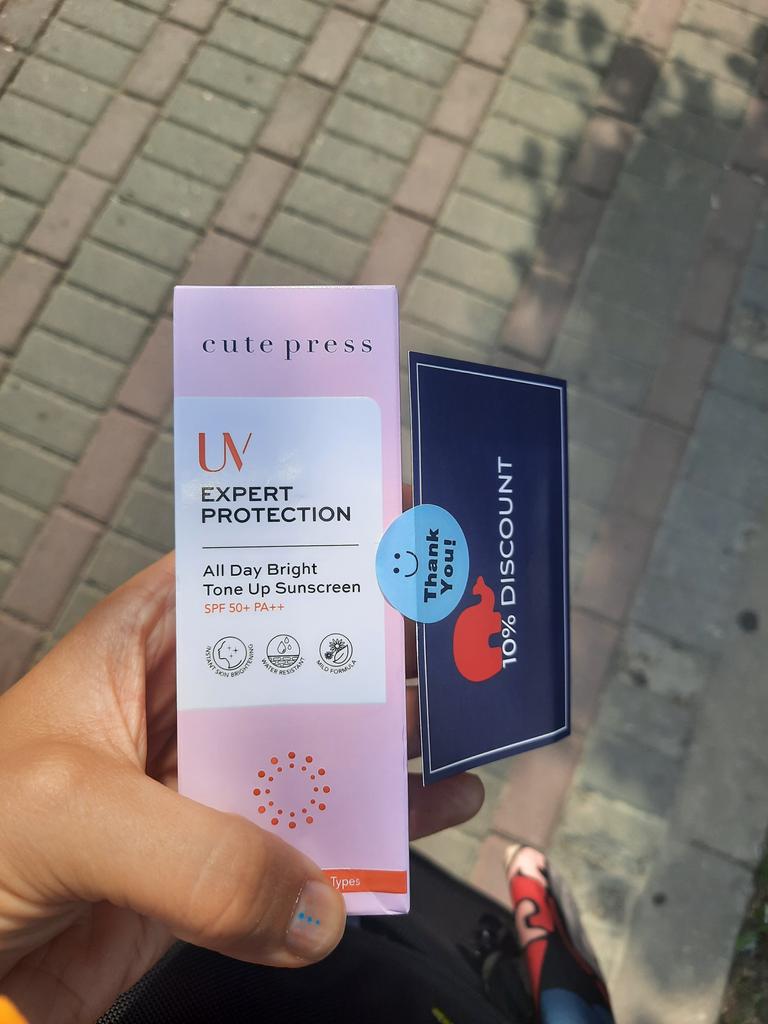 cute press
UV
EXPERT
PROTECTION
All Day Bright
Tone Up Sunscreen
SPF 50+ PA++
INSTANT SKIN BRIGHTENING
WATER RESISTANT
MILD FORMULA
Types
Thank
You!
10% DISCOUNT